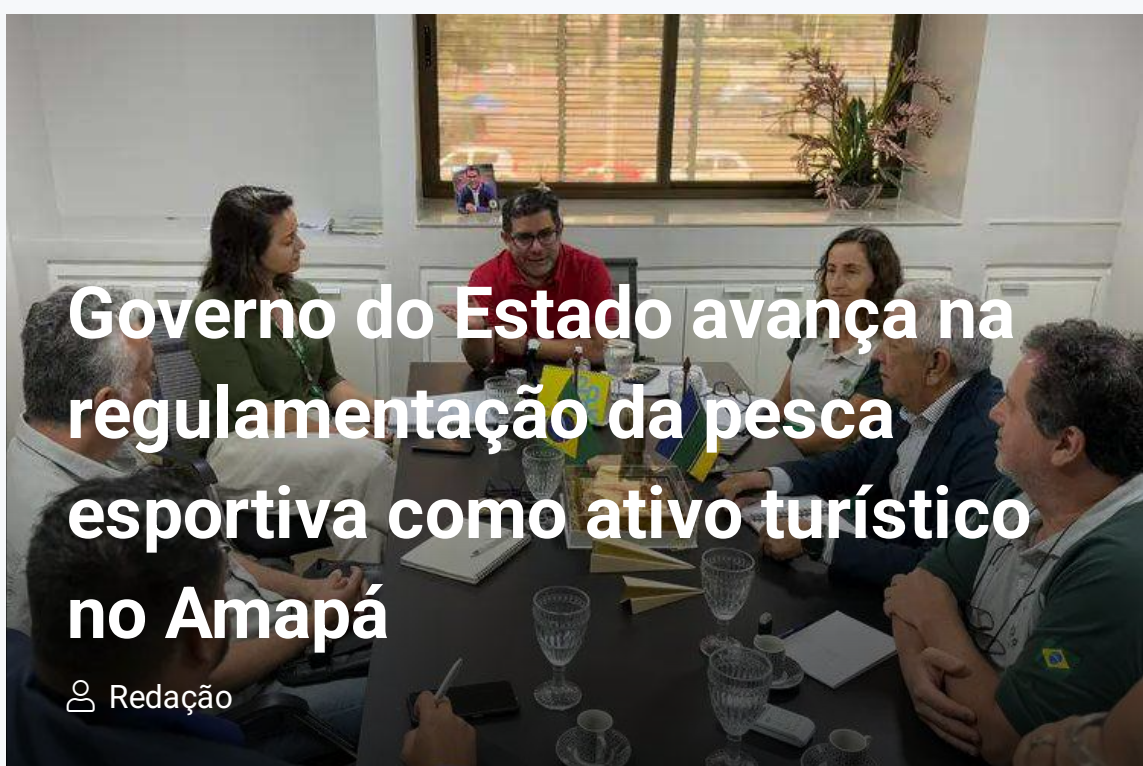 Governo do Estado avança na
regulamentação da pesca
esportiva como ativo turístico
no Amapá
Redação